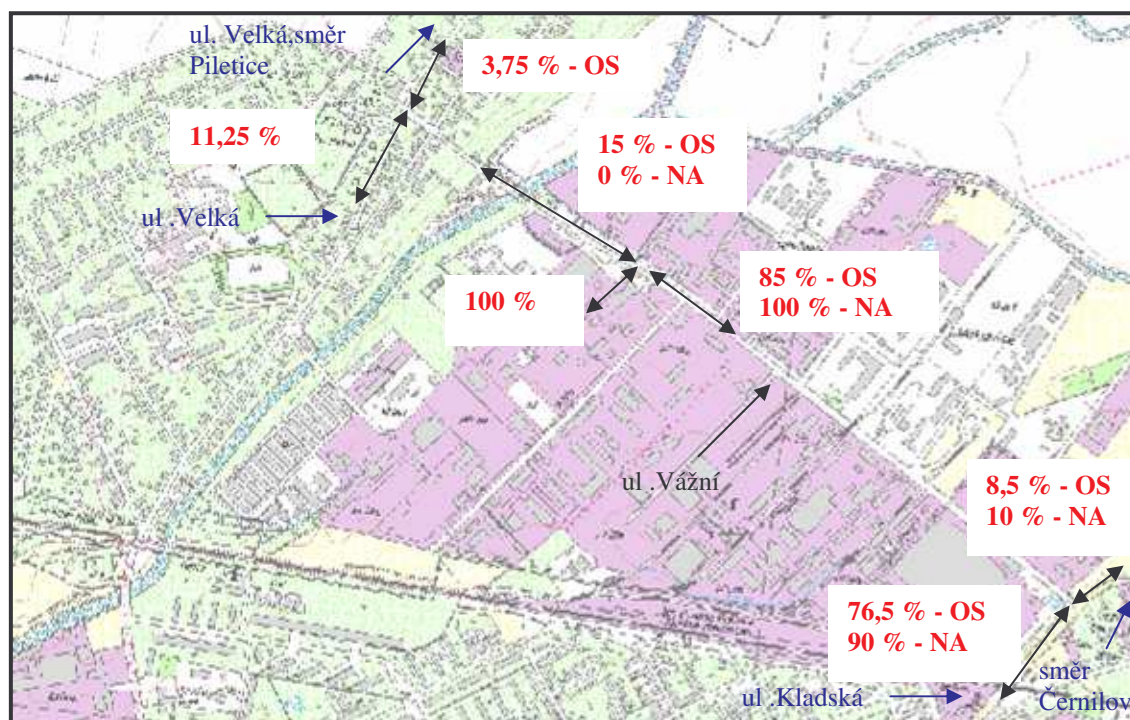 ul. Velká,směr
Piletice
3,75 % - OS
11,25 %
15 % - OS
0 % - NA
ul .Velká
85 % - OS
100 % - NA
100 %
ul .Vážní
8,5 % - OS
10 % - NA
76,5 % - OS
90 % - NA
směr
Černilov
ul .Kladská